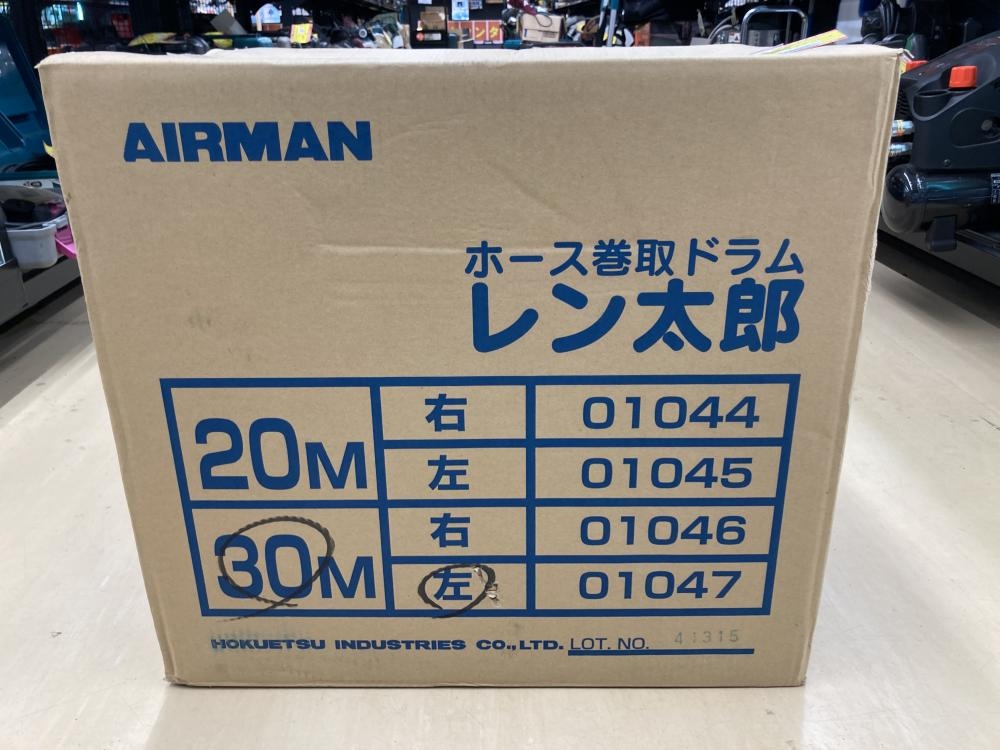 AIRMAN
ホース巻取ドラム
レン太郎
20M 右 01044
左 01045
30M 右 01046
左 01047
HOKUETSU INDUSTRIES CO.,LTD. LOT. NO. 41315